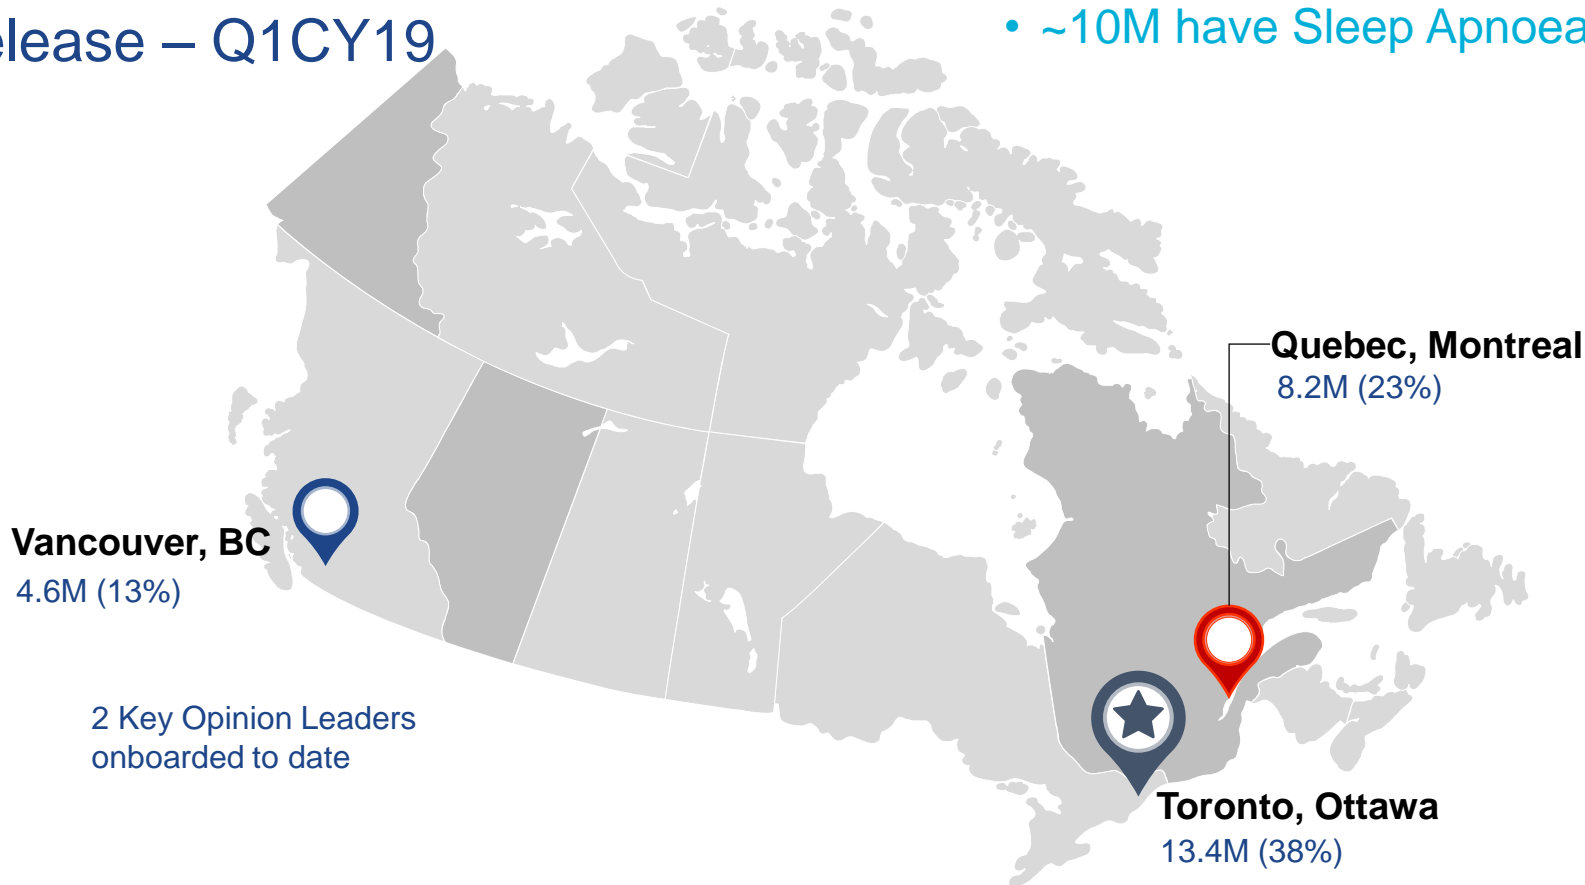 elease – Q1CY19
• ~10M have Sleep Apnoea
Quebec, Montreal
8.2M (23%)
Vancouver, BC
4.6M (13%)
2 Key Opinion Leaders
onboarded to date
Toronto, Ottawa
13.4M (38%)